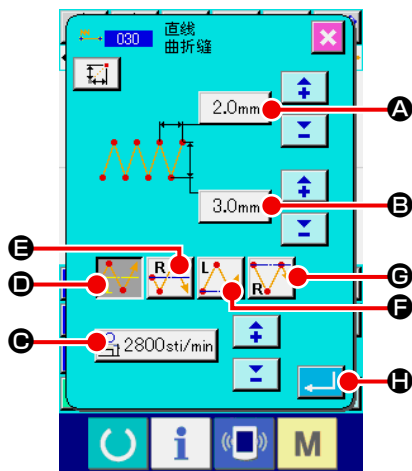 030 直线
曲折缝
2.0mm
A
3.0mm
B
E
R L R
D
G
F
C
2800sti/min
H
i M